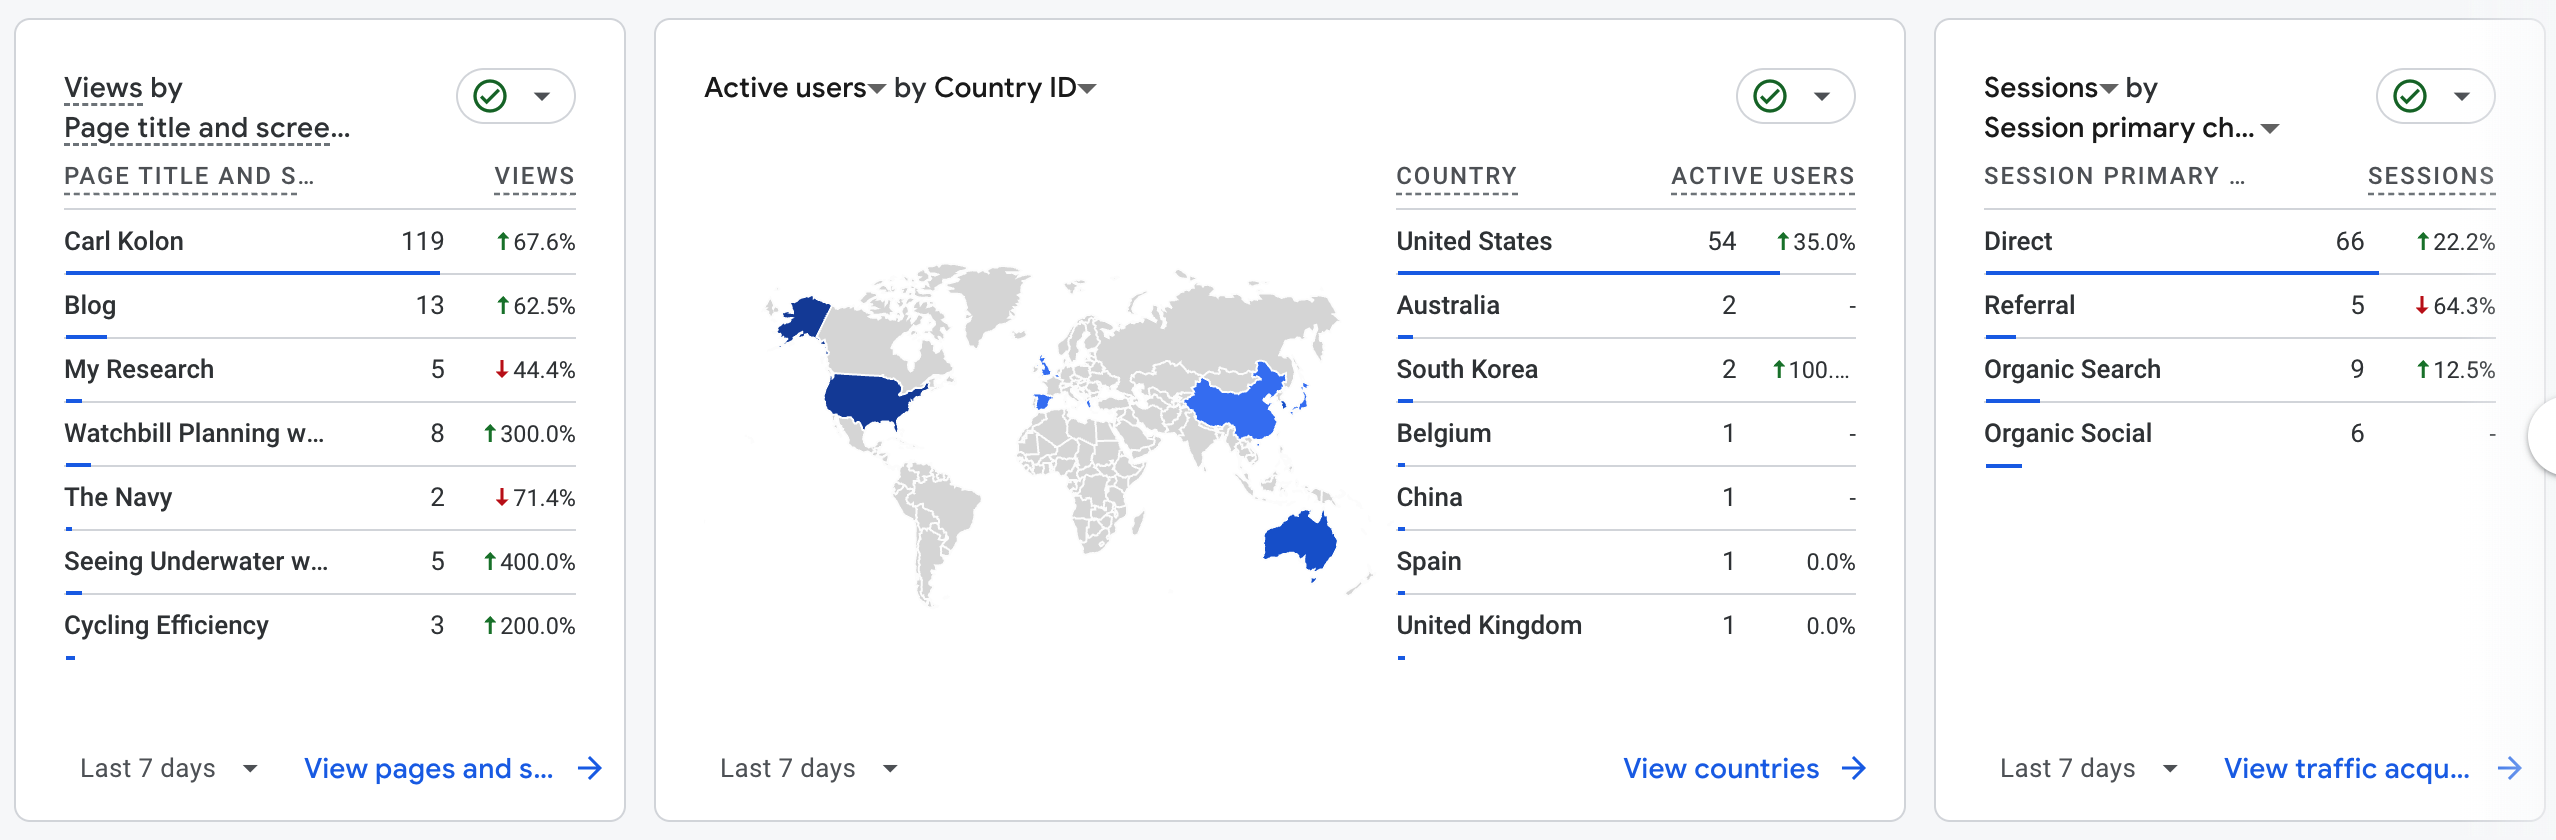 Views by
Page title and scree...
PAGE TITLE AND S... VIEWS
Carl Kolon 119 67.6%
Blog 13 62.5%
My Research 5 44.4%
Watchbill Planning w... 8 300.0%
The Navy 2 71.4%
Seeing Underwater w... 5 400.0%
Cycling Efficiency 3 200.0%
Last 7 days View pages and s...
Active users by Country ID
COUNTRY ACTIVE USERS
United States 54 35.0%
Australia 2 -
South Korea 2 100....
Belgium 1 -
China 1 -
Spain 1 0.0%
United Kingdom 1 0.0%
Last 7 days View countries
Sessions by
Session primary ch...
SESSION PRIMARY ... SESSIONS
Direct 66 22.2%
Referral 5 64.3%
Organic Search 9 12.5%
Organic Social 6 -
Last 7 days View traffic acqu...